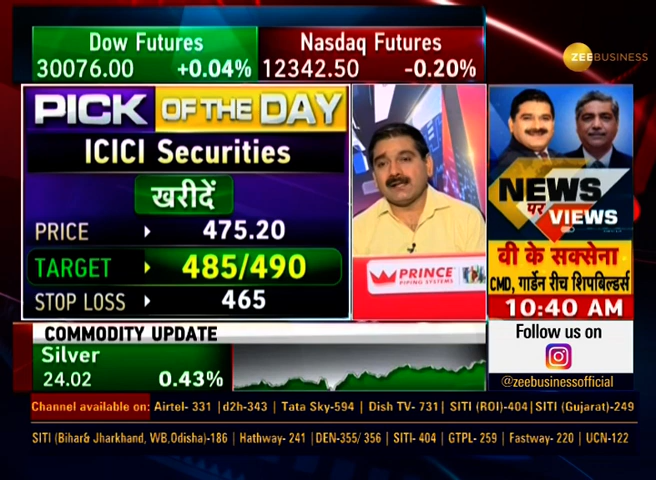 Dow Futures
30076.00 +0.04%
Nasdaq Futures
12342.50 -0.20%
ZEEBUSINESS
PICK OF THE DAY
ICICI Securities
खरीदें
PRICE 475.20
TARGET 485/490
STOP LOSS 465
PRINCE
PIPING SYSTEMS
NEWS
पर
VIEWS
वी के सक्सेना
CMD, गार्डेन रीच शिपबिल्डर्स
10:40 AM
COMMODITY UPDATE
Silver
24.02 0.43%
Follow us on
@zeebusinessofficial
Channel available on: Airtel- 331 | d2h-343 | Tata Sky-594 | Dish TV- 731 | SITI (ROI)-404 | SITI (Gujarat)-249
SITI (Bihar& Jharkhand, WB,Odisha)-186 | Hathway- 241 | DEN-355/ 356 | SITI- 404 | GTPL- 259 | Fastway- 220 | UCN-122